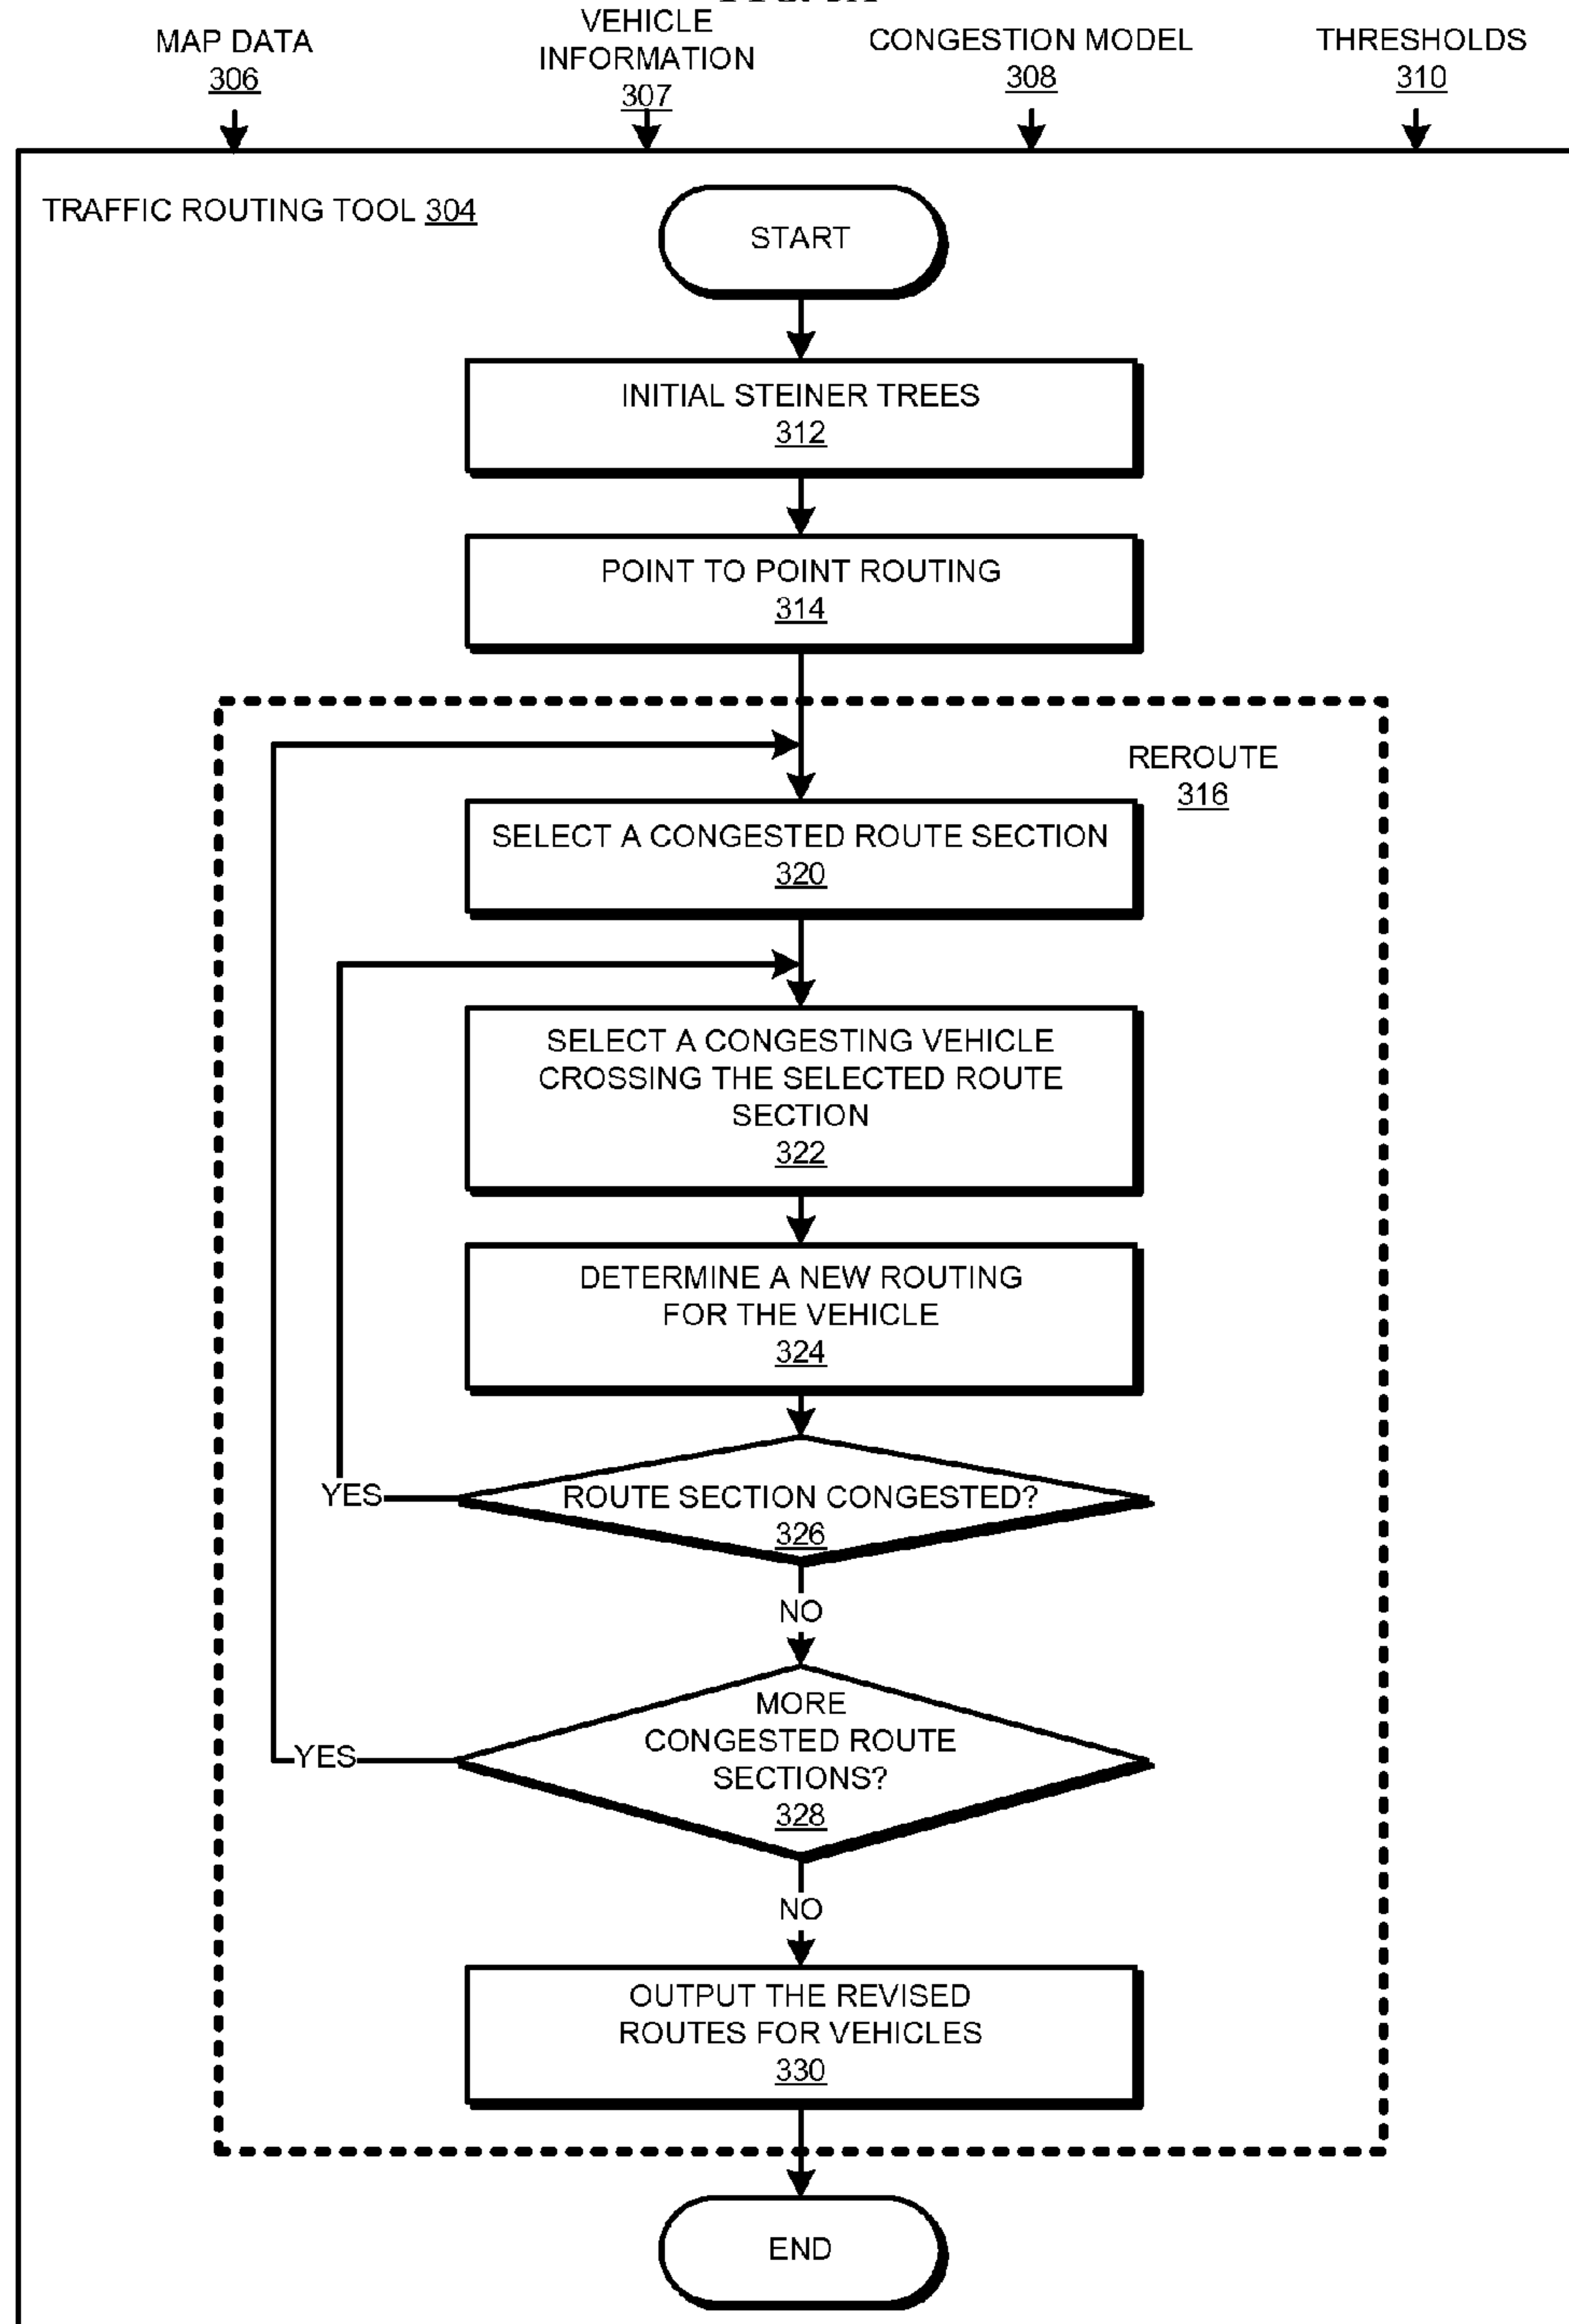 MAP DATA
306
VEHICLE
INFORMATION
307
CONGESTION MODEL
308
THRESHOLDS
310
TRAFFIC ROUTING TOOL 304
START
INITIAL STEINER TREES
312
POINT TO POINT ROUTING
314
REROUTE
316
SELECT A CONGESTED ROUTE SECTION
320
SELECT A CONGESTING VEHICLE
CROSSING THE SELECTED ROUTE
SECTION
322
DETERMINE A NEW ROUTING
FOR THE VEHICLE
324
YES
ROUTE SECTION CONGESTED?
326
NO
MORE
CONGESTED ROUTE
SECTIONS?
328
YES
NO
OUTPUT THE REVISED
ROUTES FOR VEHICLES
330
END